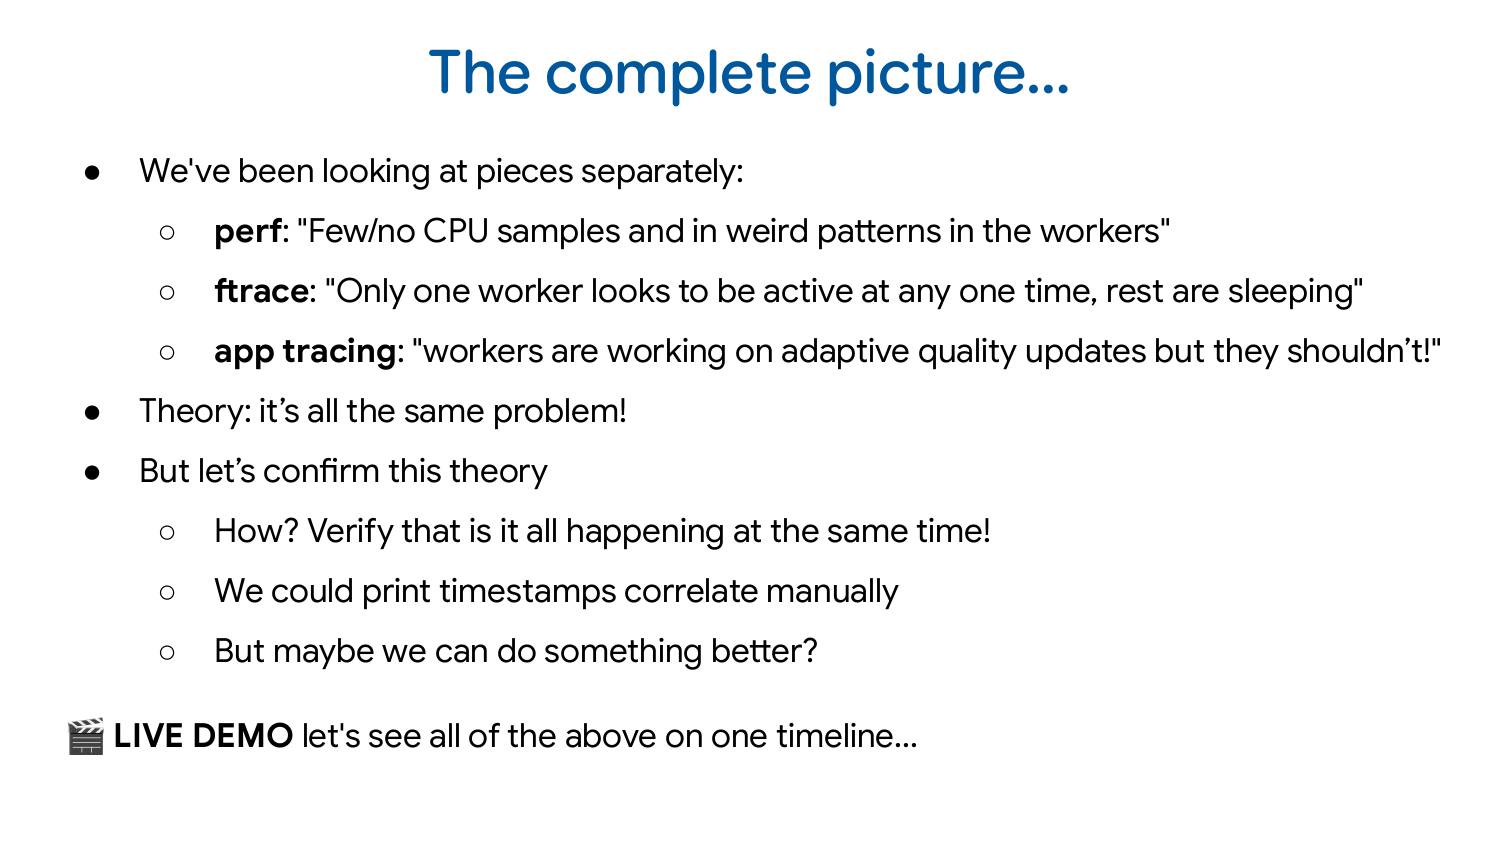 The complete picture...
● We've been looking at pieces separately:
○ perf: "Few/no CPU samples and in weird patterns in the workers"
○ ftrace: "Only one worker looks to be active at any one time, rest are sleeping"
○ app tracing: "workers are working on adaptive quality updates but they shouldn’t!"
● Theory: it’s all the same problem!
● But let’s confirm this theory
○ How? Verify that is it all happening at the same time!
○ We could print timestamps correlate manually
○ But maybe we can do something better?
🎬 LIVE DEMO let's see all of the above on one timeline...